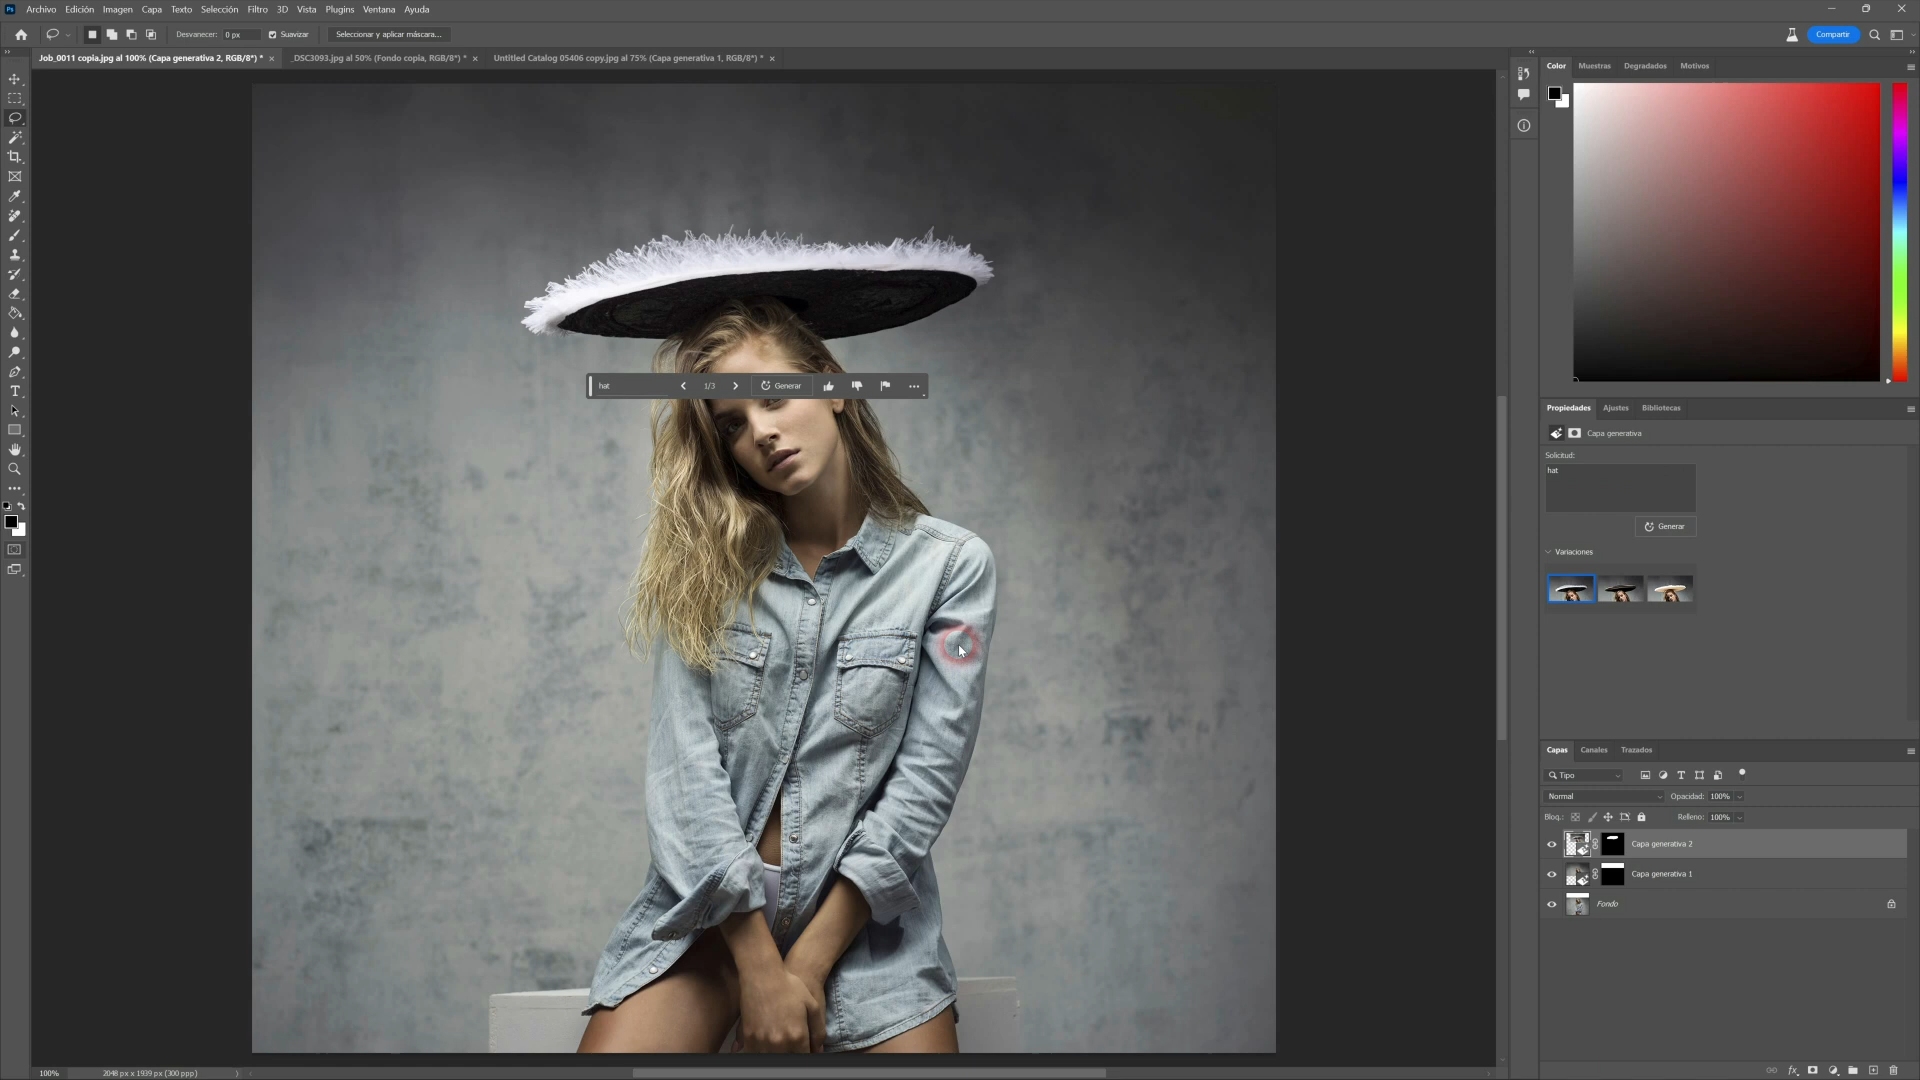 Ps Archivo Edición Imagen Capa Texto Selección Filtro 3D Vista Plugins Ventana Ayuda
Desvanecer: 0 px Suavizar Seleccionar y aplicar máscara... Compartir
Job_0011 copia.jpg al 100% (Capa generativa 2, RGB/8*) * × _DSC3093.jpg al 50% (Fondo copia, RGB/8*) * × Untitled Catalog 05406 copy.jpg al 75% (Capa generativa 1, RGB/8*) * ×
Color Muestras Degradados Motivos
hat 1/3 Generar
Propiedades Ajustes Bibliotecas
Capa generativa
Solicitud:
hat
Generar
Variaciones
Capas Canales Trazados
Tipo
Normal Opacidad: 100%
Bloq.: Relleno: 100%
Capa generativa 2
Capa generativa 1
Fondo
100% 2048 px x 1939 px (300 ppp)